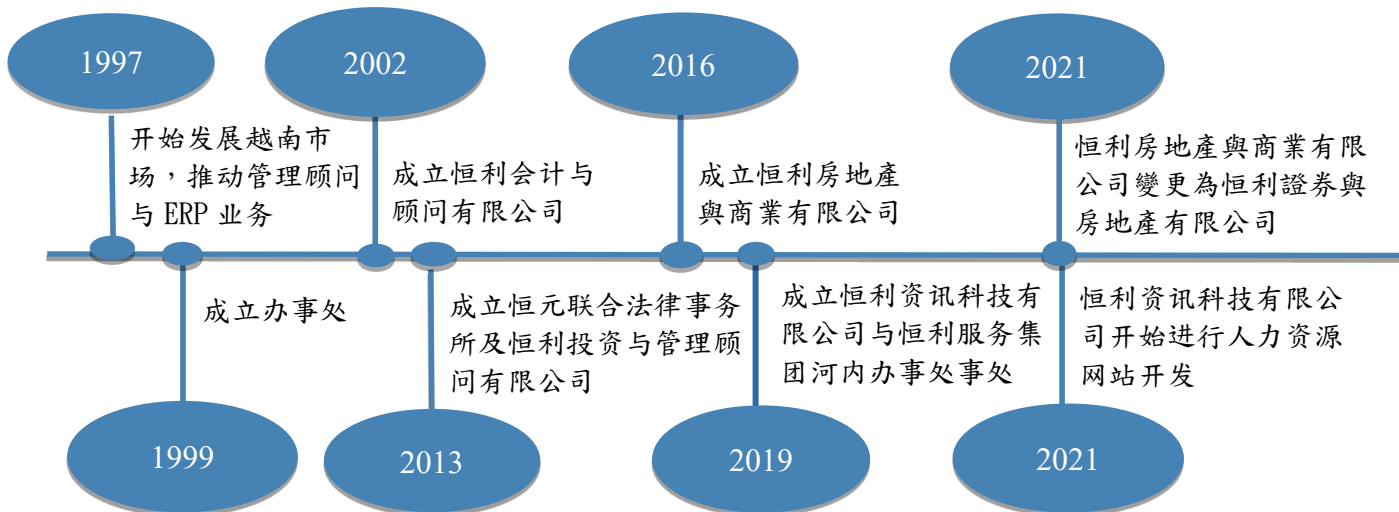 1997
2002
2016
2021
开始发展越南市
场，推动管理顾问
与 ERP 业务
成立恒利会计与
顾问有限公司
成立恒利房地產
與商業有限公司
恒利房地產與商業有限
公司變更為恒利證券與
房地產有限公司
成立办事处
成立恒元联合法律事务
所及恒利投资与管理顾
问有限公司
成立恒利资讯科技有
限公司与恒利服务集
团河内办事处事处
恒利资讯科技有限公
司开始进行人力资源
网站开发
1999
2013
2019
2021